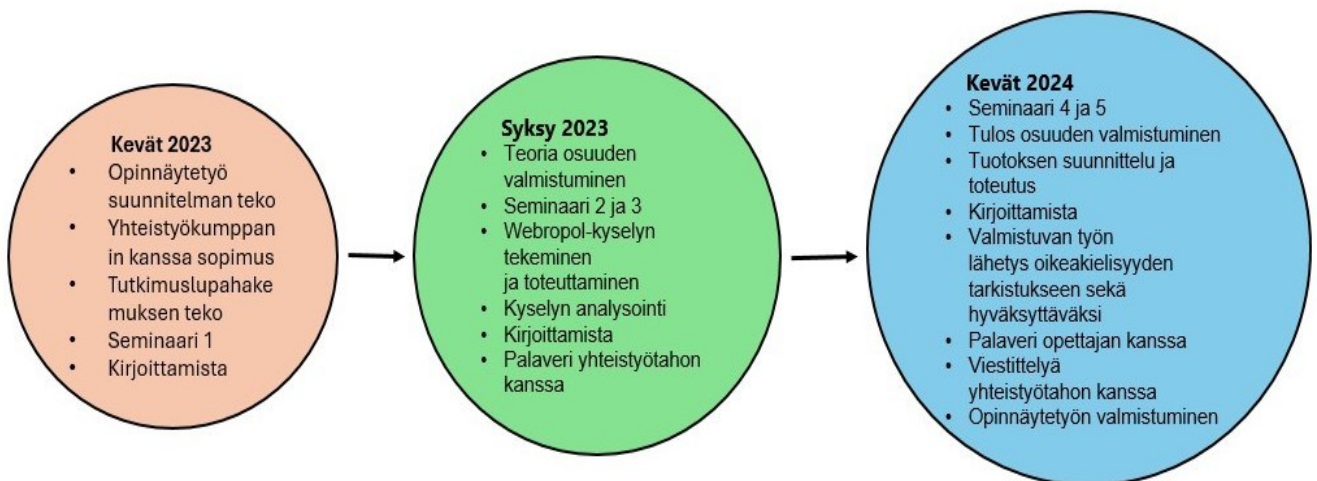 Kevät 2023
• Opinnäytetyö
suunnitelman teko
• Yhteistyökumppan
in kanssa sopimus
• Tutkimuslupahake
muksen teko
• Seminaari 1
• Kirjoittamista
Syksy 2023
• Teoria osuuden
valmistuminen
• Seminaari 2 ja 3
• Webropol-kyselyn
tekeminen
ja toteuttaminen
• Kyselyn analysointi
• Kirjoittamista
• Palaveri yhteistyötahon
kanssa
Kevät 2024
• Seminaari 4 ja 5
• Tulos osuuden valmistuminen
• Tuotoksen suunnittelu ja
toteutus
• Kirjoittamista
• Valmistuvan työn
lähetys oikeakielisyyden
tarkistukseen sekä
hyväksyttäväksi
• Palaveri opettajan kanssa
• Viestittelyä
yhteistyötahon kanssa
• Opinnäytetyön valmistuminen